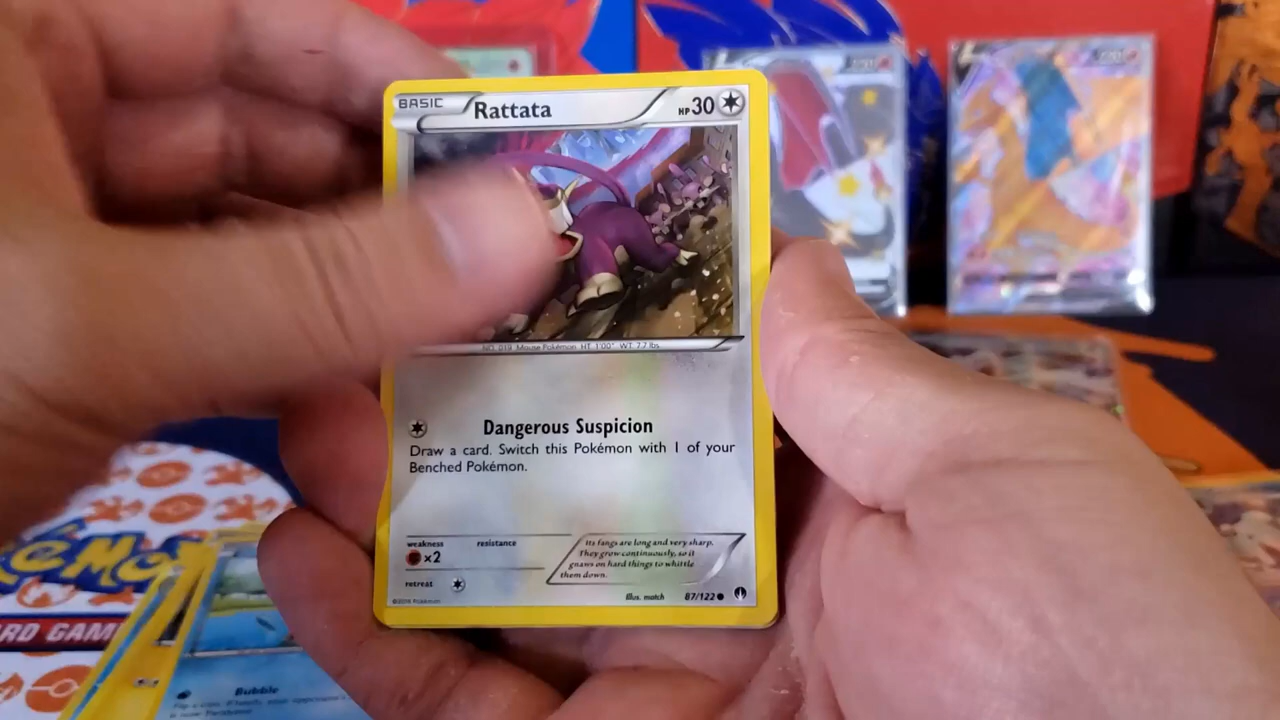 BASIC
Rattata
HP 30
NO. 019 Mouse Pokémon HT. 1'00" WT. 7.7 lbs.
Dangerous Suspicion
Draw a card. Switch this Pokémon with 1 of your
Benched Pokémon.
weakness
resistance
×2
retreat
Its fangs are long and very sharp.
They grow continuously, so it
gnaws on hard things to whittle
them down.
©2016 Pokémon
Illus. match
87/122
RD GAM
Bubble